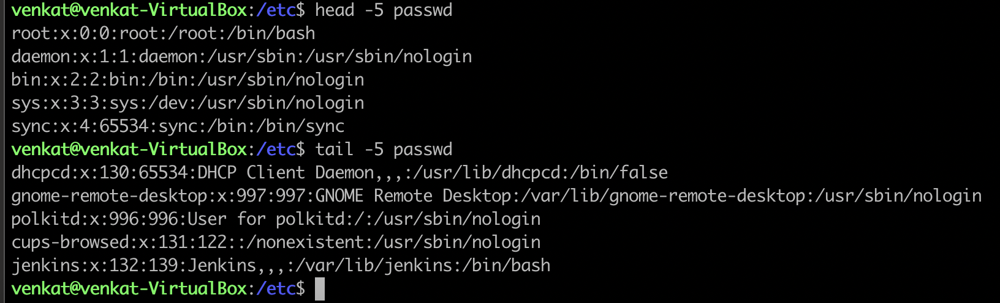 venkat@venkat-VirtualBox:/etc$ head -5 passwd
root:x:0:0:root:/root:/bin/bash
daemon:x:1:1:daemon:/usr/sbin:/usr/sbin/nologin
bin:x:2:2:bin:/bin:/usr/sbin/nologin
sys:x:3:3:sys:/dev:/usr/sbin/nologin
sync:x:4:65534:sync:/bin:/bin/sync
venkat@venkat-VirtualBox:/etc$ tail -5 passwd
dhcpcd:x:130:65534:DHCP Client Daemon,,,:/usr/lib/dhcpcd:/bin/false
gnome-remote-desktop:x:997:997:GNOME Remote Desktop:/var/lib/gnome-remote-desktop:/usr/sbin/nologin
polkitd:x:996:996:User for polkitd:/:/usr/sbin/nologin
cups-browsed:x:131:122::/nonexistent:/usr/sbin/nologin
jenkins:x:132:139:Jenkins,,,:/var/lib/jenkins:/bin/bash
venkat@venkat-VirtualBox:/etc$